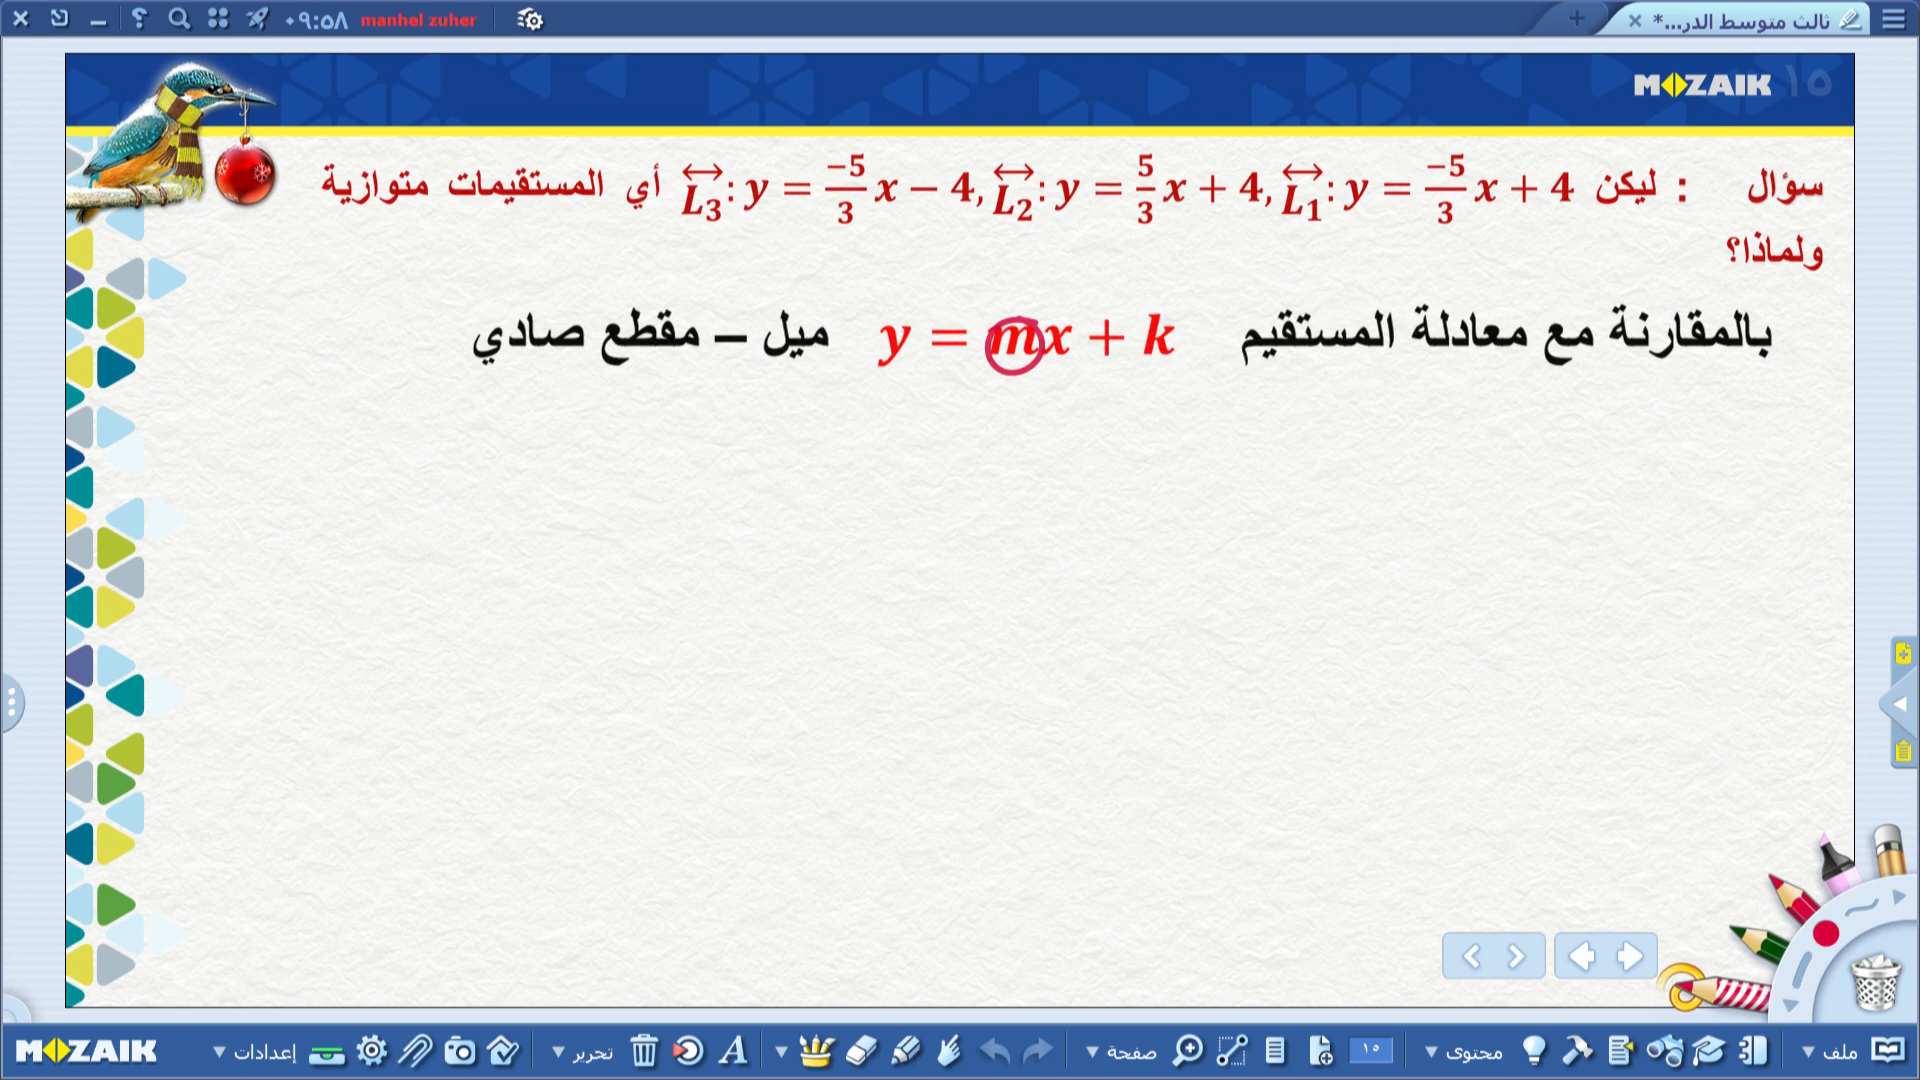 ٠٩:٥٨ manhel zuher
ثالث متوسط الدر...*
MOZAIK ١٥
سؤال : ليكن L₁: y = -5/3 x + 4 , L₂: y = 5/3 x + 4 , L₃: y = -5/3 x − 4 أي المستقيمات متوازية
ولماذا؟
بالمقارنة مع معادلة المستقيم y = mx + k ميل – مقطع صادي
ملف محتوى ١٥ صفحة A تحرير إعدادات MOZAIK